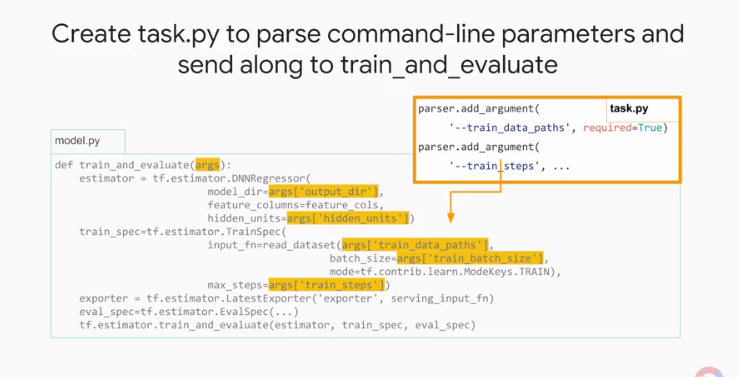 Create task.py to parse command-line parameters and
send along to train_and_evaluate
parser.add_argument( task.py
'--train_data_paths', required=True)
parser.add_argument(
'--train_steps', ...
model.py
def train_and_evaluate(args):
estimator = tf.estimator.DNNRegressor(
model_dir=args['output_dir'],
feature_columns=feature_cols,
hidden_units=args['hidden_units'])
train_spec=tf.estimator.TrainSpec(
input_fn=read_dataset(args['train_data_paths'],
batch_size=args['train_batch_size'],
mode=tf.contrib.learn.ModeKeys.TRAIN),
max_steps=args['train_steps'])
exporter = tf.estimator.LatestExporter('exporter', serving_input_fn)
eval_spec=tf.estimator.EvalSpec(...)
tf.estimator.train_and_evaluate(estimator, train_spec, eval_spec)